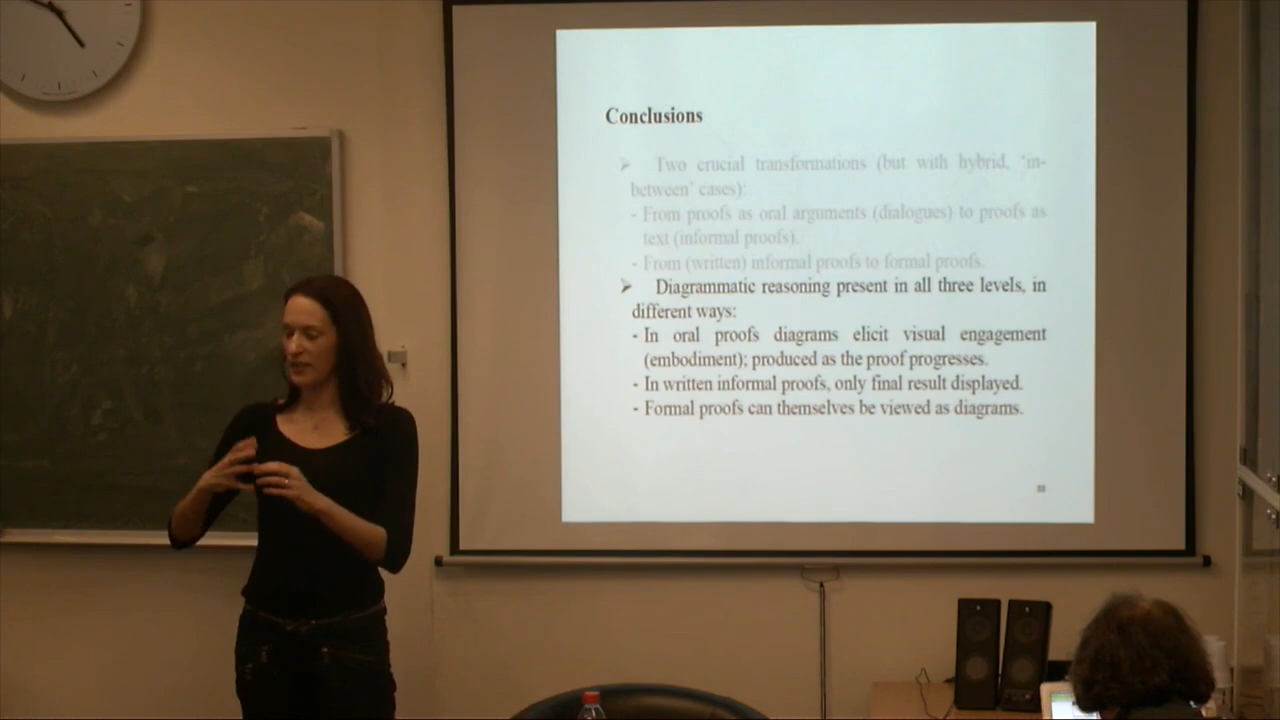 Conclusions
➤ Two crucial transformations (but with hybrid, ‘in-
between’ cases):
- From proofs as oral arguments (dialogues) to proofs as
text (informal proofs).
- From (written) informal proofs to formal proofs.
➤ Diagrammatic reasoning present in all three levels, in
different ways:
- In oral proofs diagrams elicit visual engagement
(embodiment); produced as the proof progresses.
- In written informal proofs, only final result displayed.
- Formal proofs can themselves be viewed as diagrams.